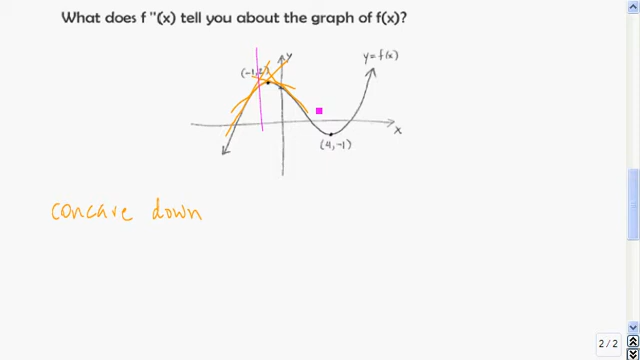 What does f "(x) tell you about the graph of f(x)?
y
y = f(x)
(-1,2)
x
(4,-1)
concave down
2 / 2